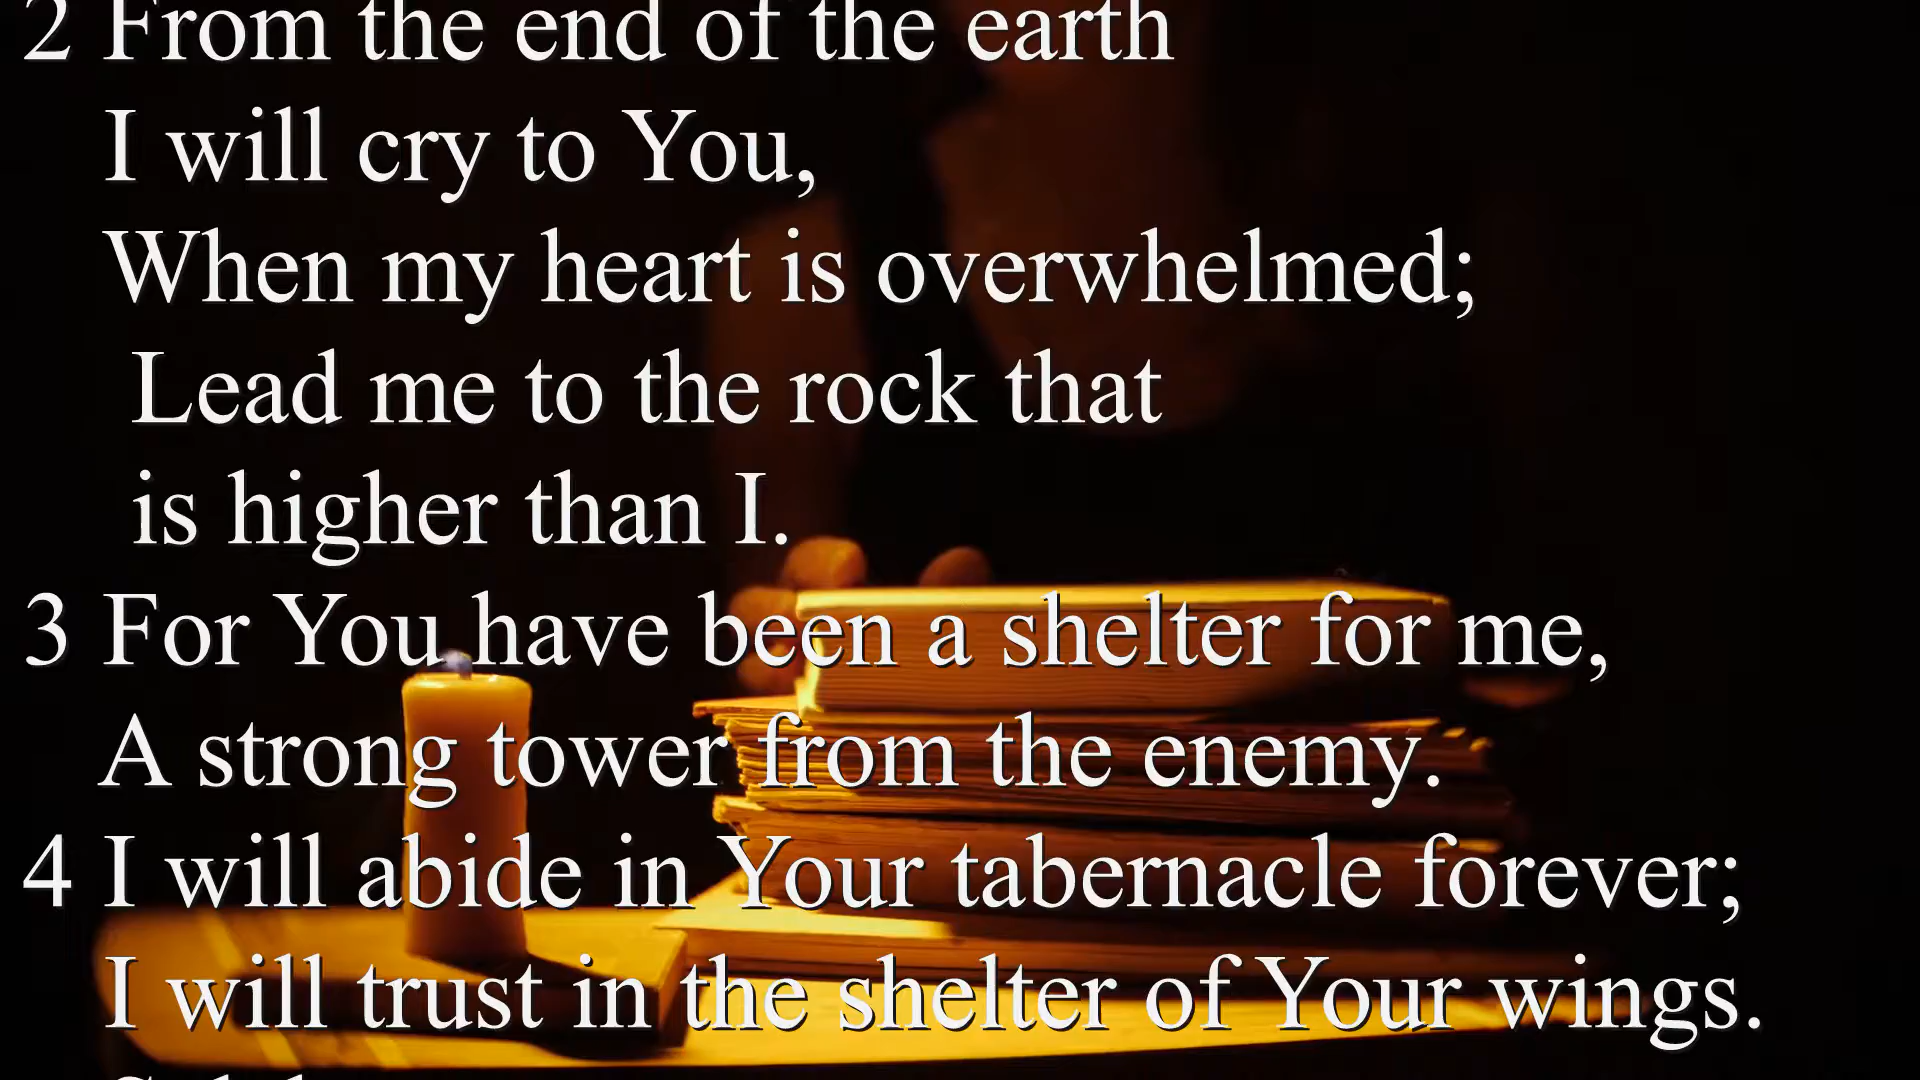 2 From the end of the earth
I will cry to You,
When my heart is overwhelmed;
Lead me to the rock that
is higher than I.
3 For You have been a shelter for me,
A strong tower from the enemy.
4 I will abide in Your tabernacle forever;
I will trust in the shelter of Your wings.